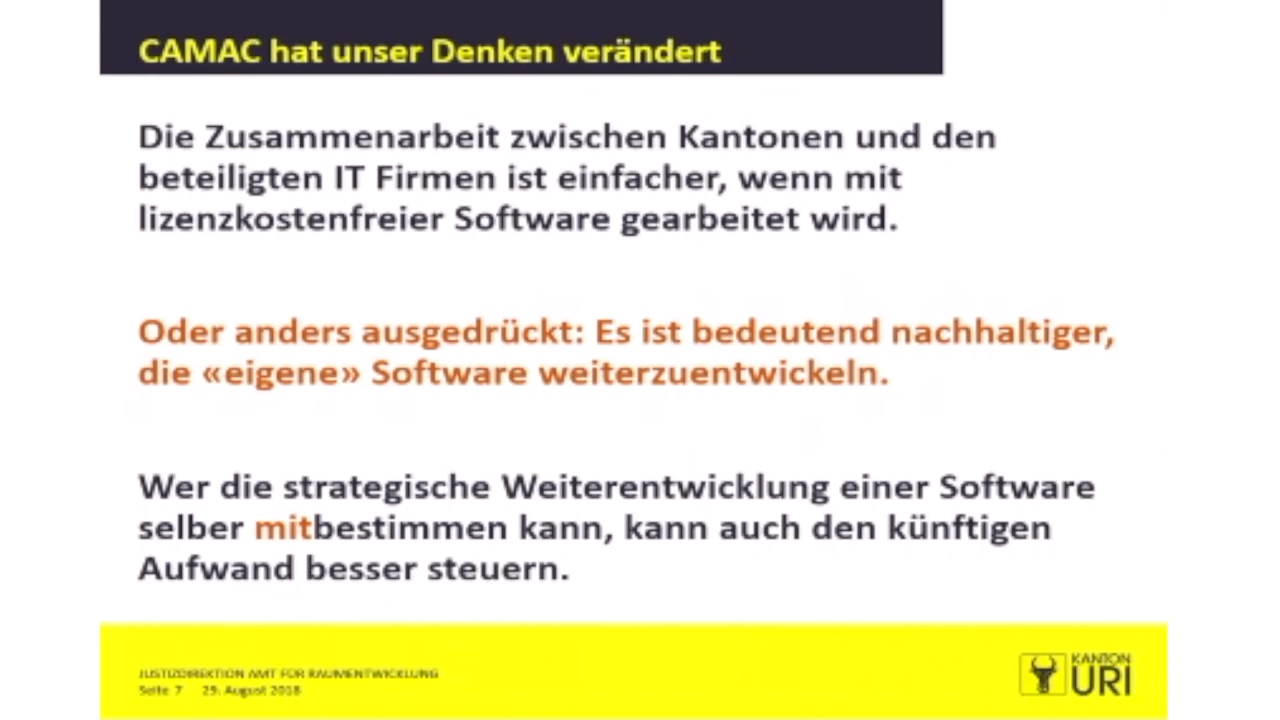 CAMAC hat unser Denken verändert
Die Zusammenarbeit zwischen Kantonen und den
beteiligten IT Firmen ist einfacher, wenn mit
lizenzkostenfreier Software gearbeitet wird.
Oder anders ausgedrückt: Es ist bedeutend nachhaltiger,
die «eigene» Software weiterzuentwickeln.
Wer die strategische Weiterentwicklung einer Software
selber mitbestimmen kann, kann auch den künftigen
Aufwand besser steuern.
JUSTIZDIREKTION AMT FÜR RAUMENTWICKLUNG
Seite 7 29. August 2018
KANTON
URI